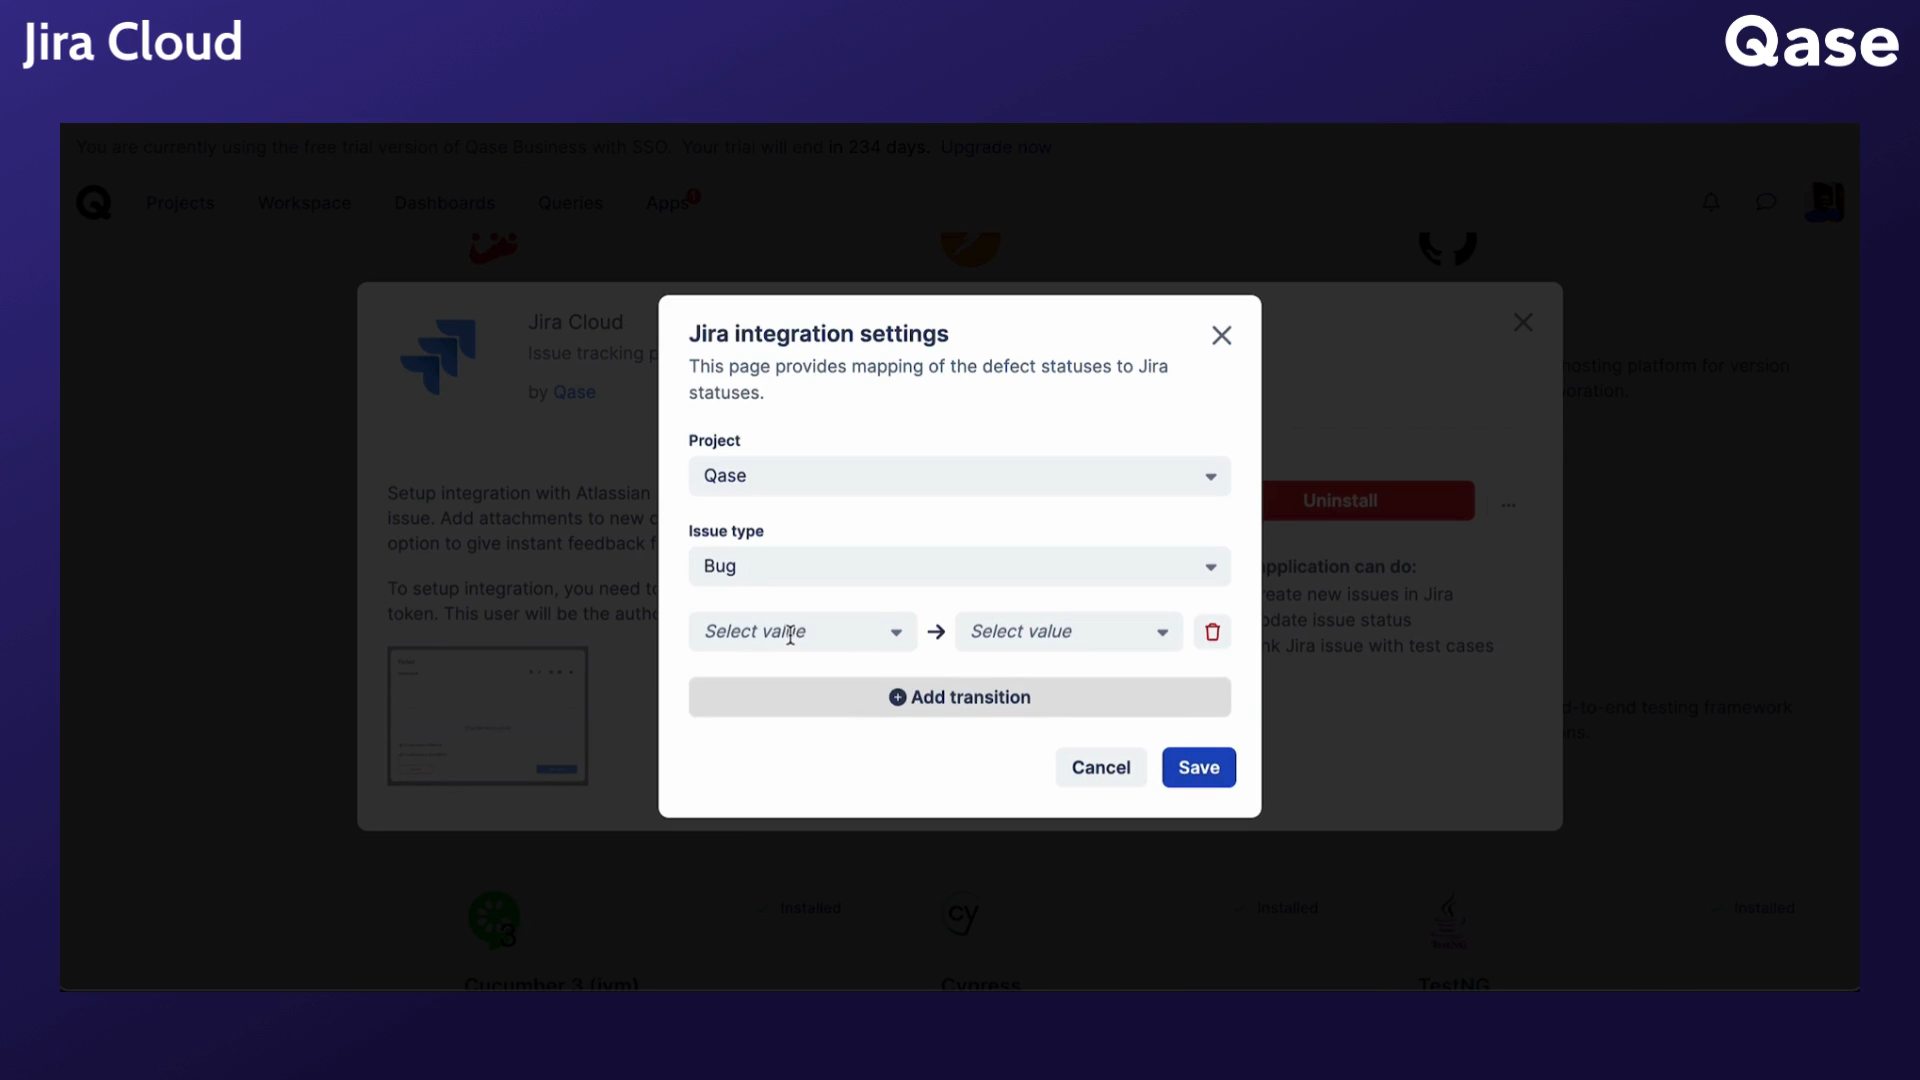 Jira Cloud
Qase
You are currently using the free trial version of Qase Business with SSO. Your trial will end in 234 days. Upgrade now
Projects
Workspace
Dashboards
Queries
Apps
Jira Cloud
Issue tracking p
by Qase
Jira integration settings
This page provides mapping of the defect statuses to Jira
statuses.
Project
Qase
Issue type
Bug
Select value
Select value
Add transition
Cancel
Save
hosting platform for version
oration.
Setup integration with Atlassian
issue. Add attachments to new d
option to give instant feedback f
To setup integration, you need to
token. This user will be the autho
Uninstall
...
pplication can do:
reate new issues in Jira
pdate issue status
nk Jira issue with test cases
d-to-end testing framework
ns.
Installed
cy
Installed
TestNG
Installed
3
Cucumber 3 (jvm)
Cypress
TestNG